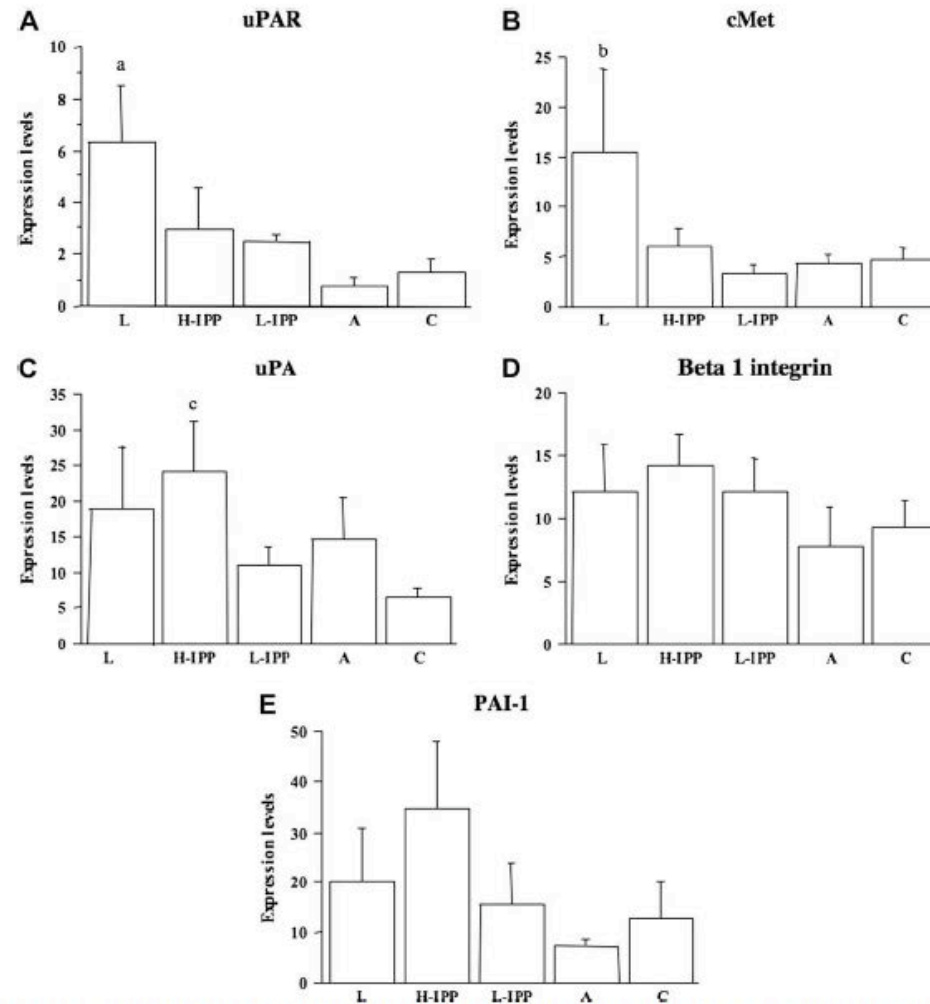 A
uPAR
Expression levels
10
8
6
4
2
0
a
L H-IPP L-IPP A C
B
cMet
Expression levels
25
20
15
10
5
0
b
L H-IPP L-IPP A C
C
uPA
Expression levels
35
30
25
20
15
10
5
0
c
L H-IPP L-IPP A C
D
Beta 1 integrin
Expression levels
20
15
10
5
0
L H-IPP L-IPP A C
E
PAI-1
Expression levels
50
40
30
20
10
0
L H-IPP L-IPP A C